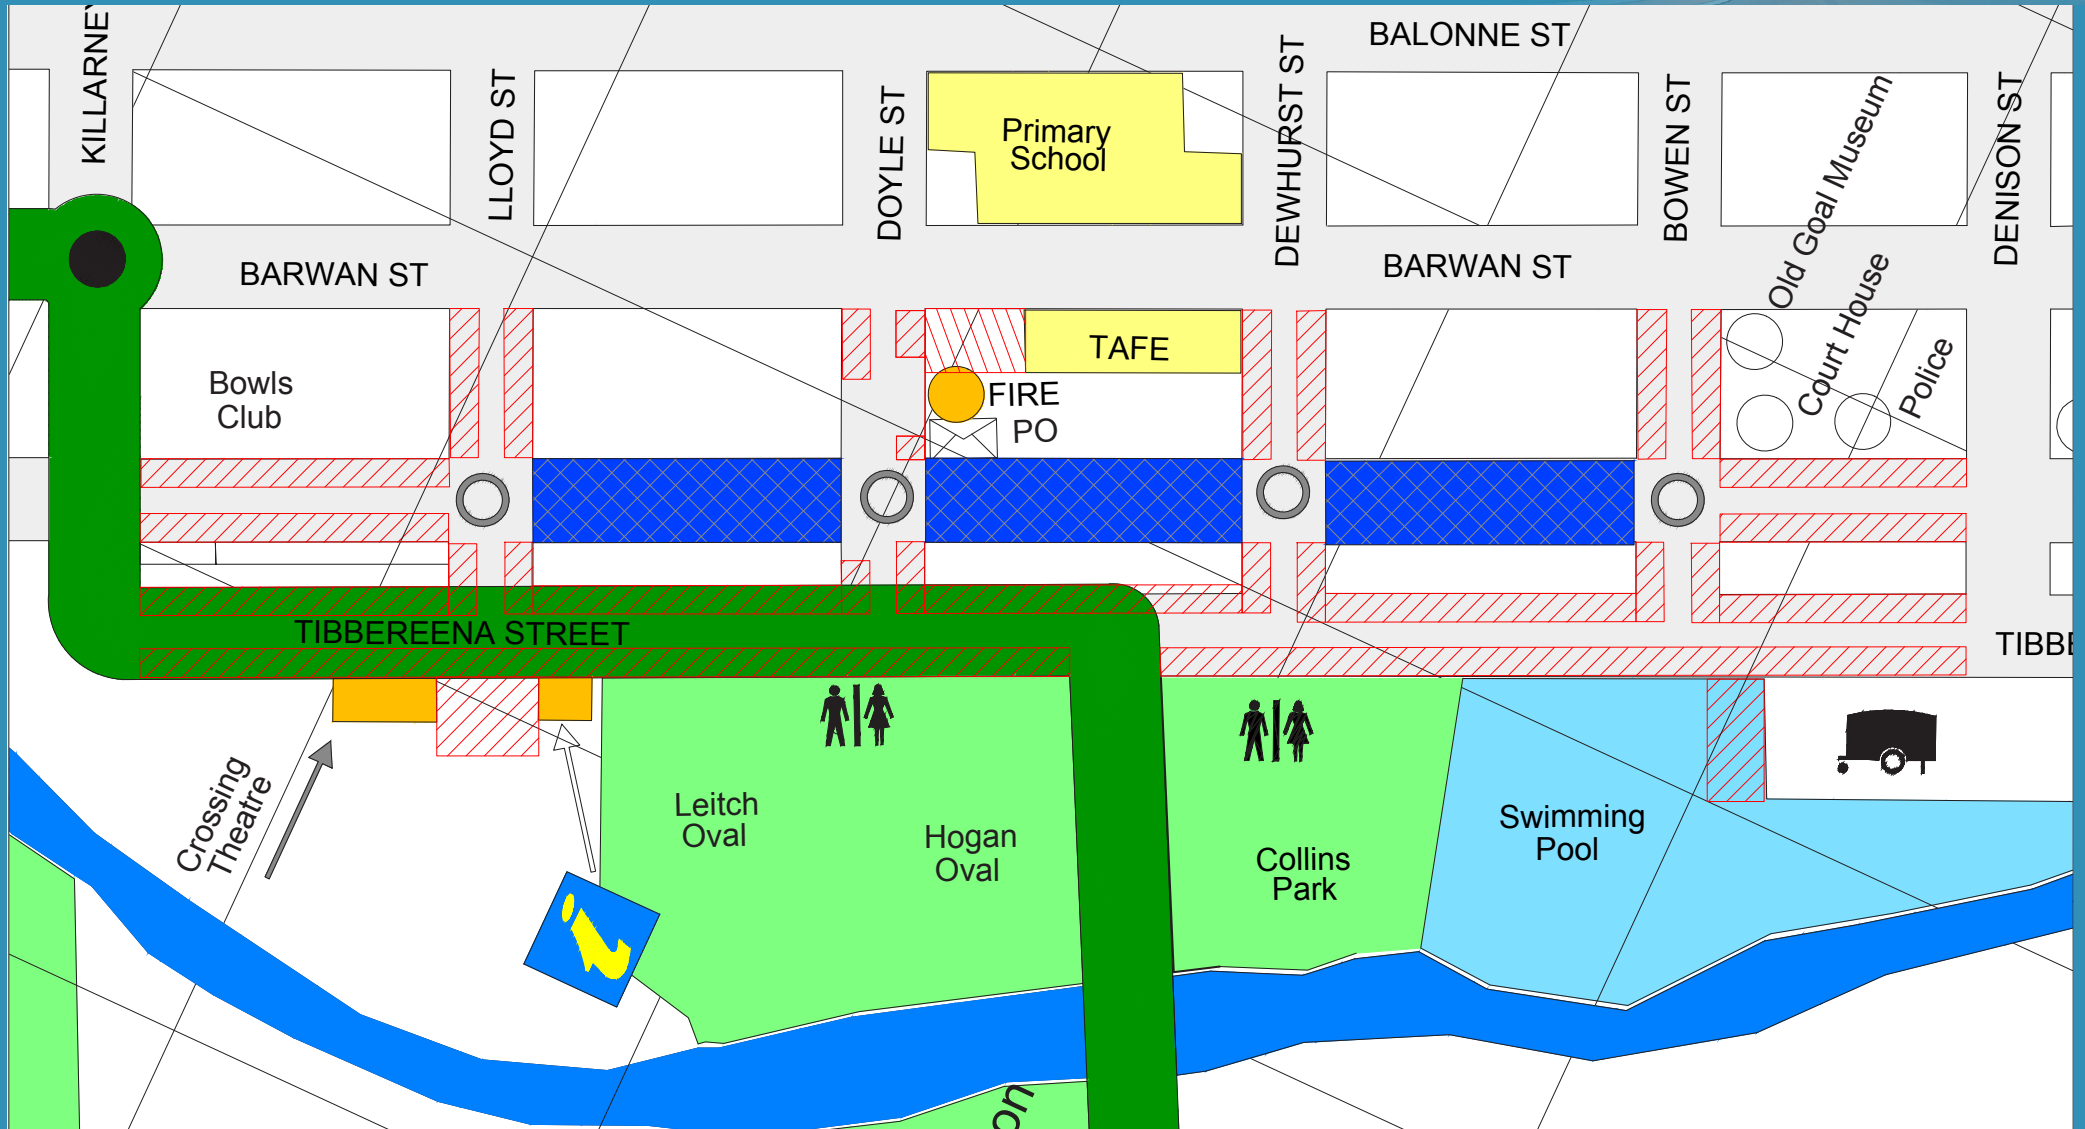 KILLARNE
BALONNE ST
LLOYD ST
DOYLE ST
Primary
School
DEWHURST ST
BOWEN ST
Old Goal Museum
DENISON ST
BARWAN ST
BARWAN ST
Bowls
Club
TAFE
FIRE
PO
Court House
Police
TIBBEREENA STREET
TIBBE
Crossing
Theatre
Leitch
Oval
Hogan
Oval
Collins
Park
Swimming
Pool
i
on